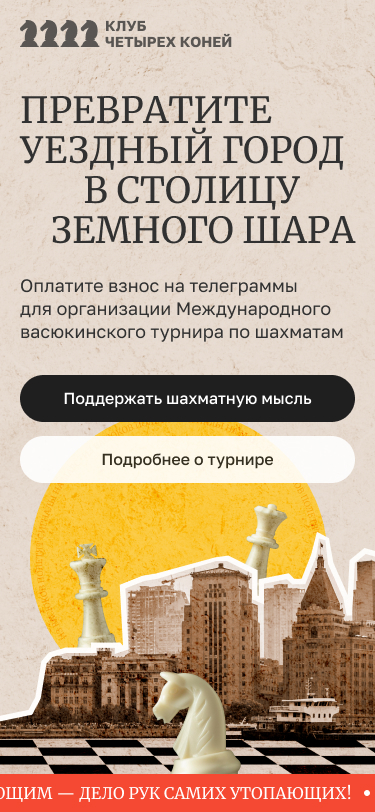 КЛУБ
ЧЕТЫРЕХ КОНЕЙ
ПРЕВРАТИТЕ
УЕЗДНЫЙ ГОРОД
В СТОЛИЦУ
ЗЕМНОГО ШАРА
Оплатите взнос на телеграммы
для организации Международного
васюкинского турнира по шахматам
Поддержать шахматную мысль
Подробнее о турнире
— ДЕЛО РУК САМИХ УТОПАЮЩИХ! •